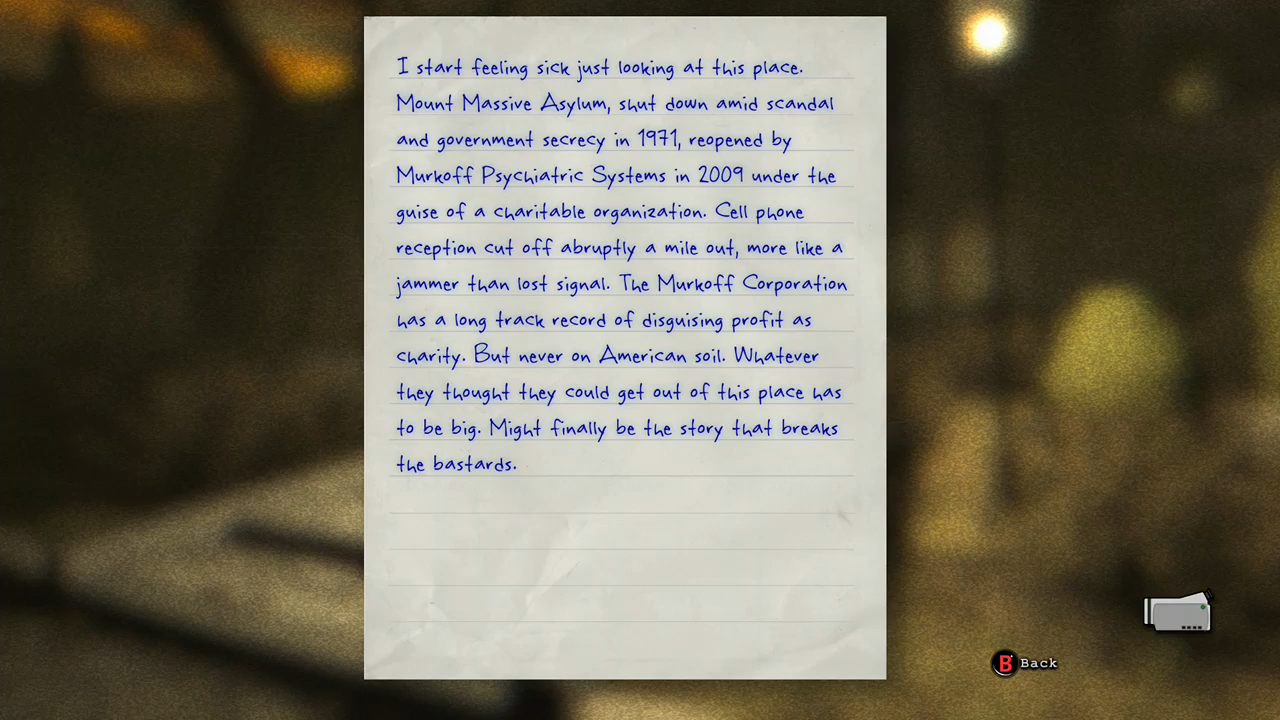 I start feeling sick just looking at this place.
Mount Massive Asylum, shut down amid scandal
and government secrecy in 1971, reopened by
Murkoff Psychiatric Systems in 2009 under the
guise of a charitable organization. Cell phone
reception cut off abruptly a mile out, more like a
jammer than lost signal. The Murkoff Corporation
has a long track record of disguising profit as
charity. But never on American soil. Whatever
they thought they could get out of this place has
to be big. Might finally be the story that breaks
the bastards.
B Back